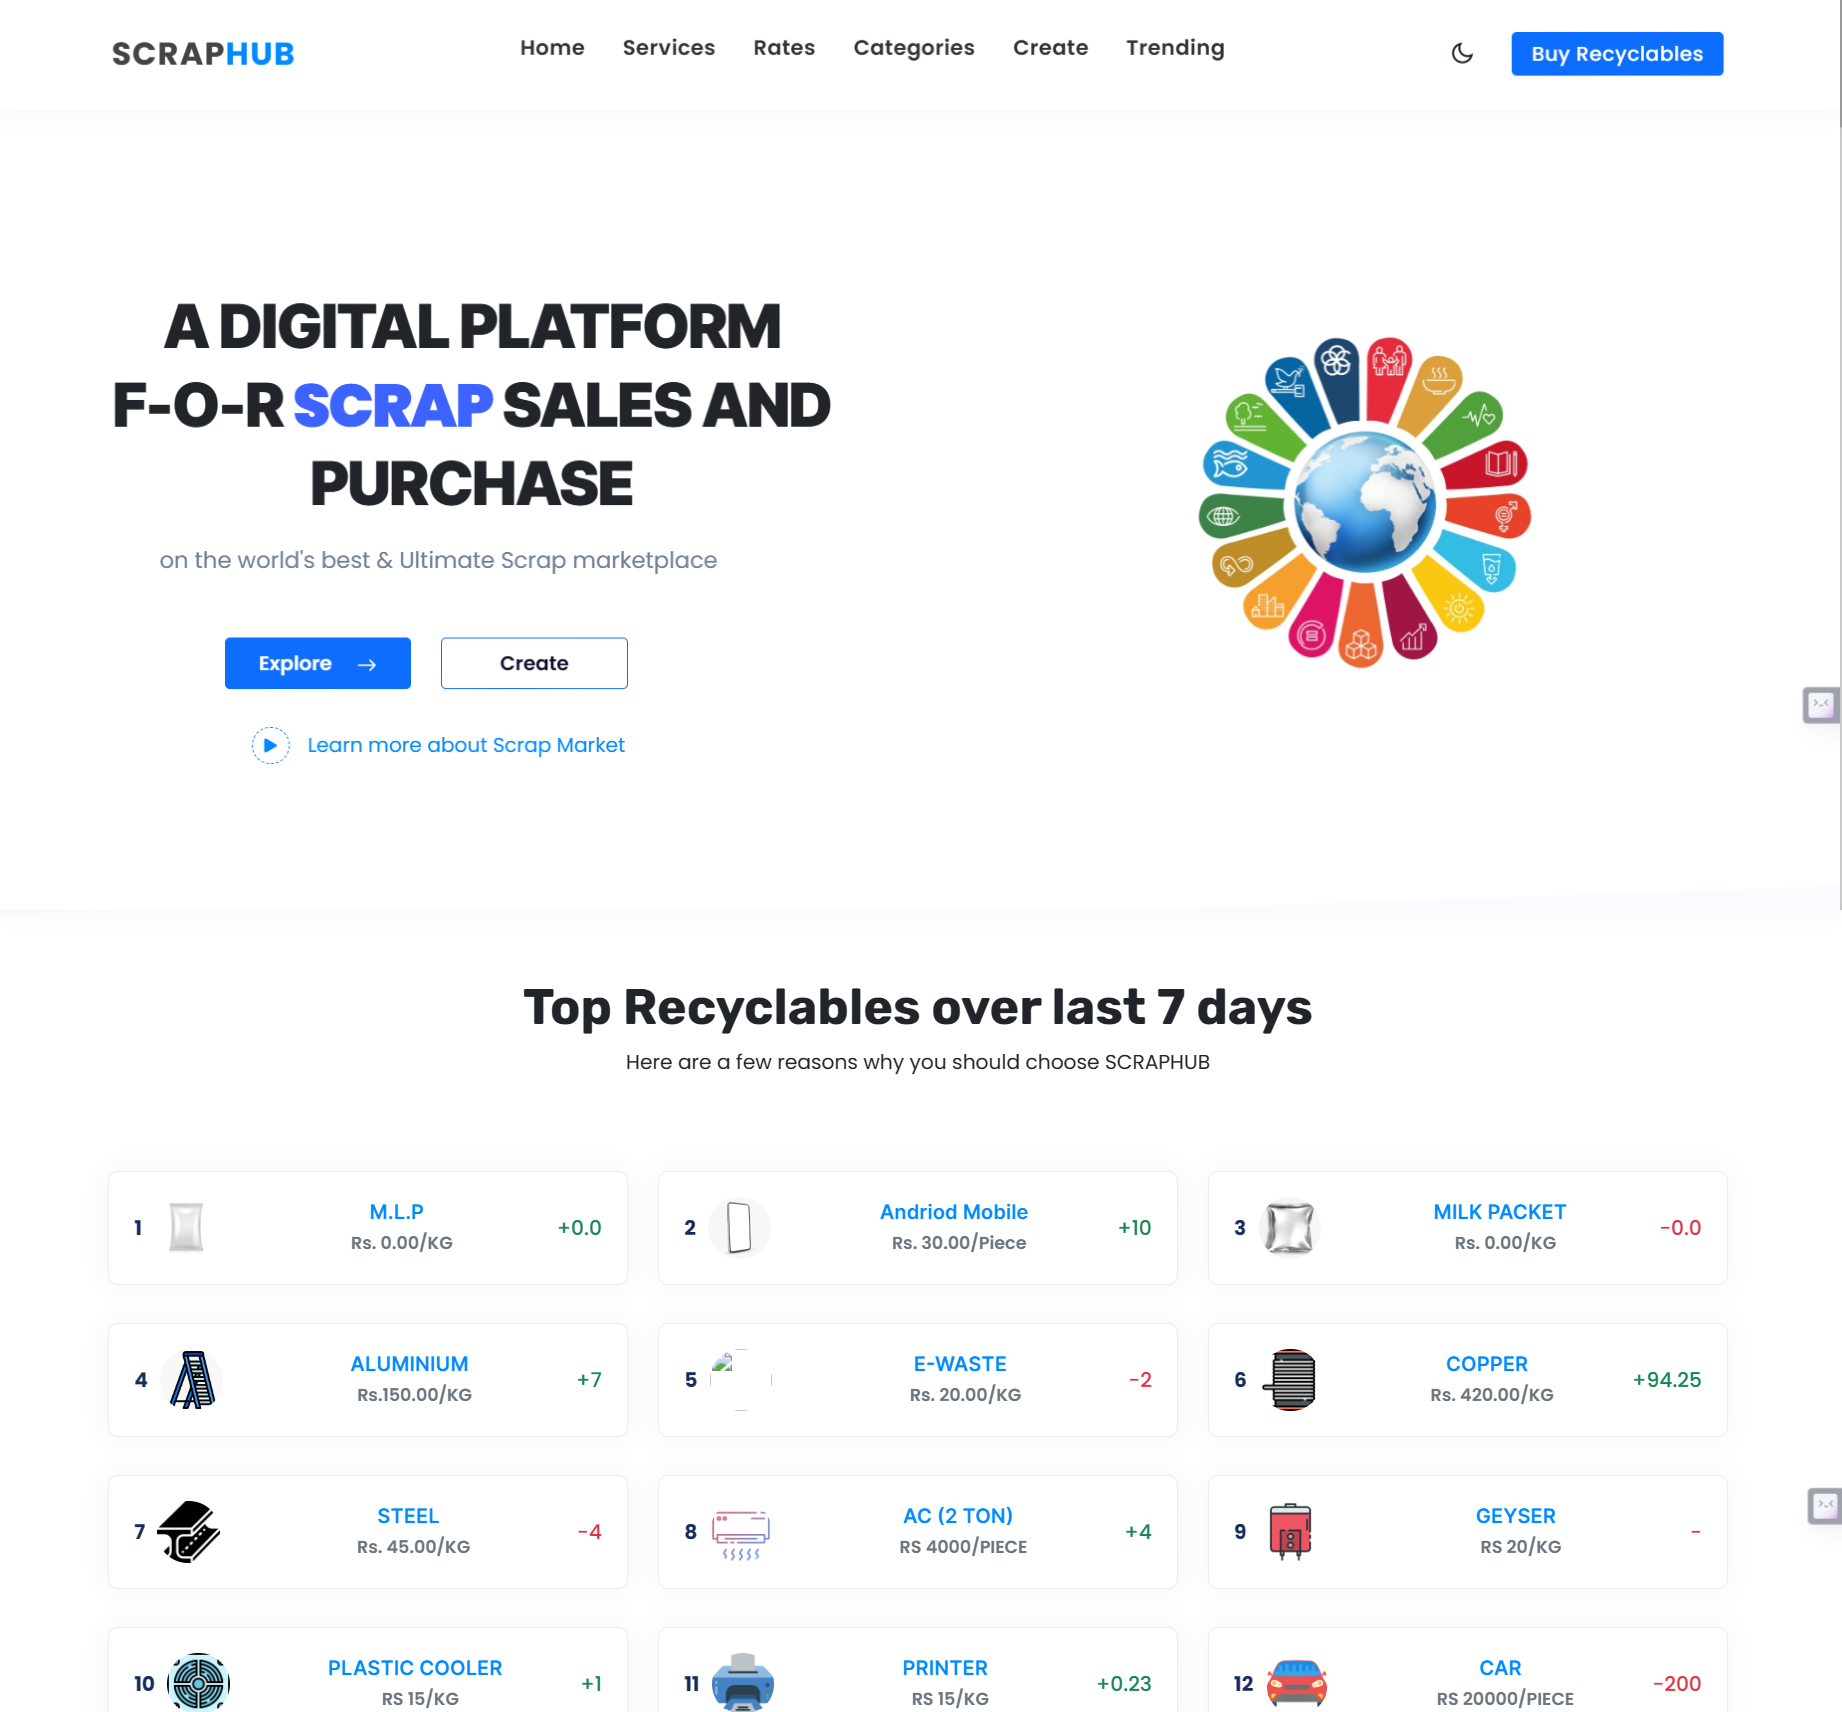 SCRAPHUB Home Services Rates Categories Create Trending Buy Recyclables
A DIGITAL PLATFORM
F-O-R SCRAP SALES AND
PURCHASE
on the world's best & Ultimate Scrap marketplace
Explore → Create
Learn more about Scrap Market
Top Recyclables over last 7 days
Here are a few reasons why you should choose SCRAPHUB
1 M.L.P +0.0
Rs. 0.00/KG
2 Andriod Mobile +10
Rs. 30.00/Piece
3 MILK PACKET -0.0
Rs. 0.00/KG
4 ALUMINIUM +7
Rs.150.00/KG
5 E-WASTE -2
Rs. 20.00/KG
6 COPPER +94.25
Rs. 420.00/KG
7 STEEL -4
Rs. 45.00/KG
8 AC (2 TON) +4
RS 4000/PIECE
9 GEYSER -
RS 20/KG
10 PLASTIC COOLER +1
RS 15/KG
11 PRINTER +0.23
RS 15/KG
12 CAR -200
RS 20000/PIECE